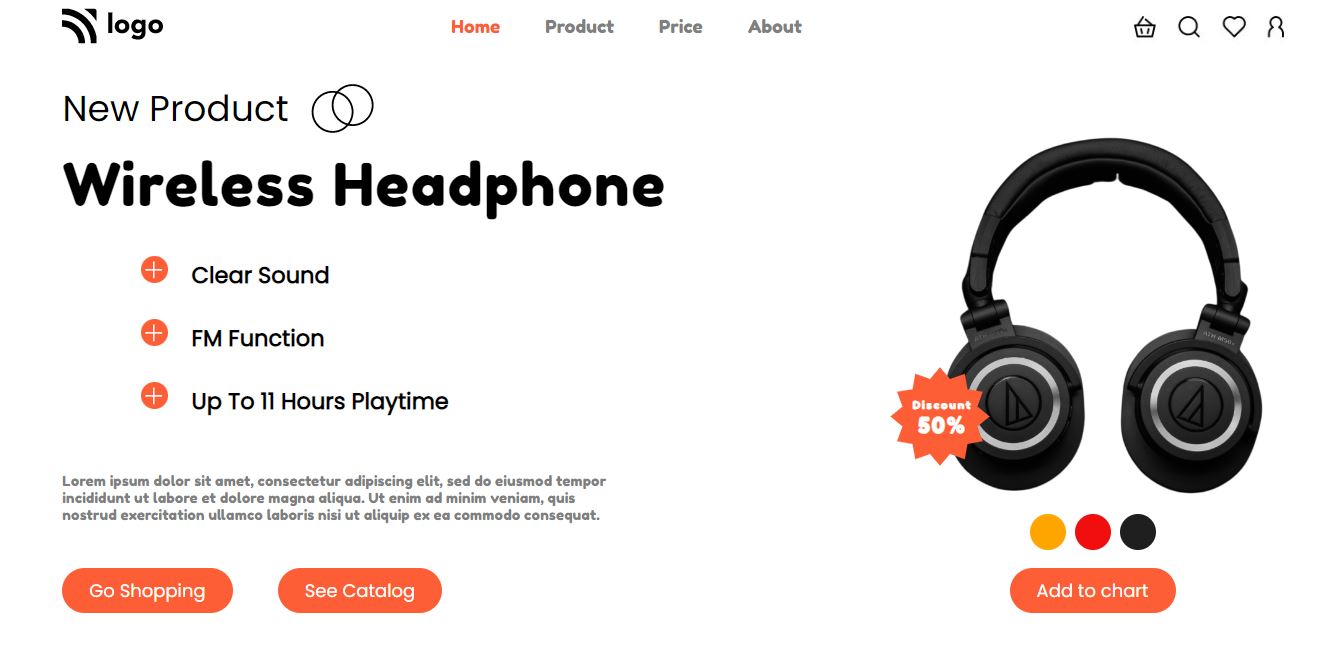 logo
Home
Product
Price
About
New Product
Wireless Headphone
Clear Sound
FM Function
Up To 11 Hours Playtime
Lorem ipsum dolor sit amet, consectetur adipiscing elit, sed do eiusmod tempor
incididunt ut labore et dolore magna aliqua. Ut enim ad minim veniam, quis
nostrud exercitation ullamco laboris nisi ut aliquip ex ea commodo consequat.
Go Shopping
See Catalog
Discount
50%
Add to chart